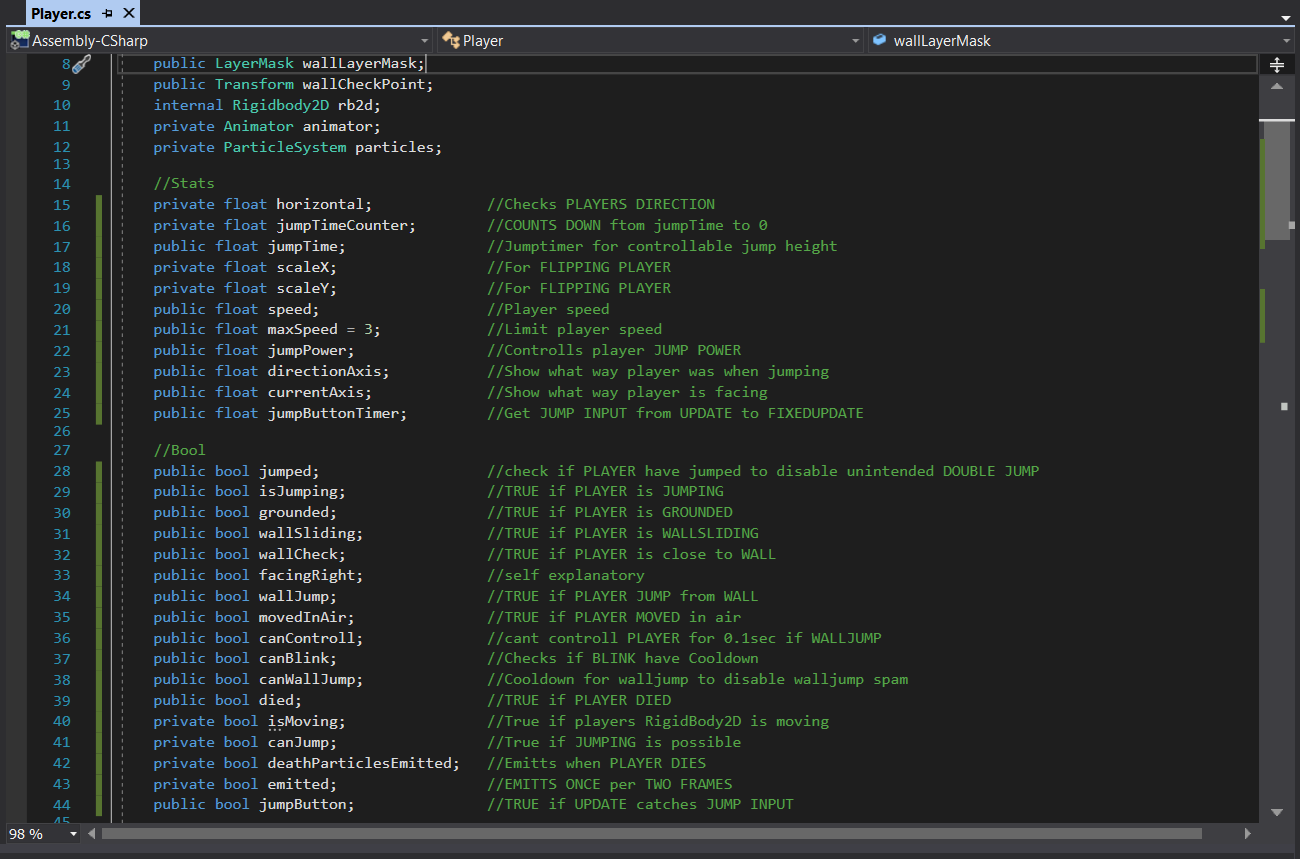 Player.cs
Assembly-CSharp Player wallLayerMask
8 public LayerMask wallLayerMask;
9 public Transform wallCheckPoint;
10 internal Rigidbody2D rb2d;
11 private Animator animator;
12 private ParticleSystem particles;
13
14 //Stats
15 private float horizontal; //Checks PLAYERS DIRECTION
16 private float jumpTimeCounter; //COUNTS DOWN ftom jumpTime to 0
17 public float jumpTime; //Jumptimer for controllable jump height
18 private float scaleX; //For FLIPPING PLAYER
19 private float scaleY; //For FLIPPING PLAYER
20 public float speed; //Player speed
21 public float maxSpeed = 3; //Limit player speed
22 public float jumpPower; //Controlls player JUMP POWER
23 public float directionAxis; //Show what way player was when jumping
24 public float currentAxis; //Show what way player is facing
25 public float jumpButtonTimer; //Get JUMP INPUT from UPDATE to FIXEDUPDATE
26
27 //Bool
28 public bool jumped; //check if PLAYER have jumped to disable unintended DOUBLE JUMP
29 public bool isJumping; //TRUE if PLAYER is JUMPING
30 public bool grounded; //TRUE if PLAYER is GROUNDED
31 public bool wallSliding; //TRUE if PLAYER is WALLSLIDING
32 public bool wallCheck; //TRUE if PLAYER is close to WALL
33 public bool facingRight; //self explanatory
34 public bool wallJump; //TRUE if PLAYER JUMP from WALL
35 public bool movedInAir; //TRUE if PLAYER MOVED in air
36 public bool canControll; //cant controll PLAYER for 0.1sec if WALLJUMP
37 public bool canBlink; //Checks if BLINK have Cooldown
38 public bool canWallJump; //Cooldown for walljump to disable walljump spam
39 public bool died; //TRUE if PLAYER DIED
40 private bool isMoving; //True if players RigidBody2D is moving
41 private bool canJump; //True if JUMPING is possible
42 private bool deathParticlesEmitted; //Emitts when PLAYER DIES
43 private bool emitted; //EMITTS ONCE per TWO FRAMES
44 public bool jumpButton; //TRUE if UPDATE catches JUMP INPUT
45
98 %